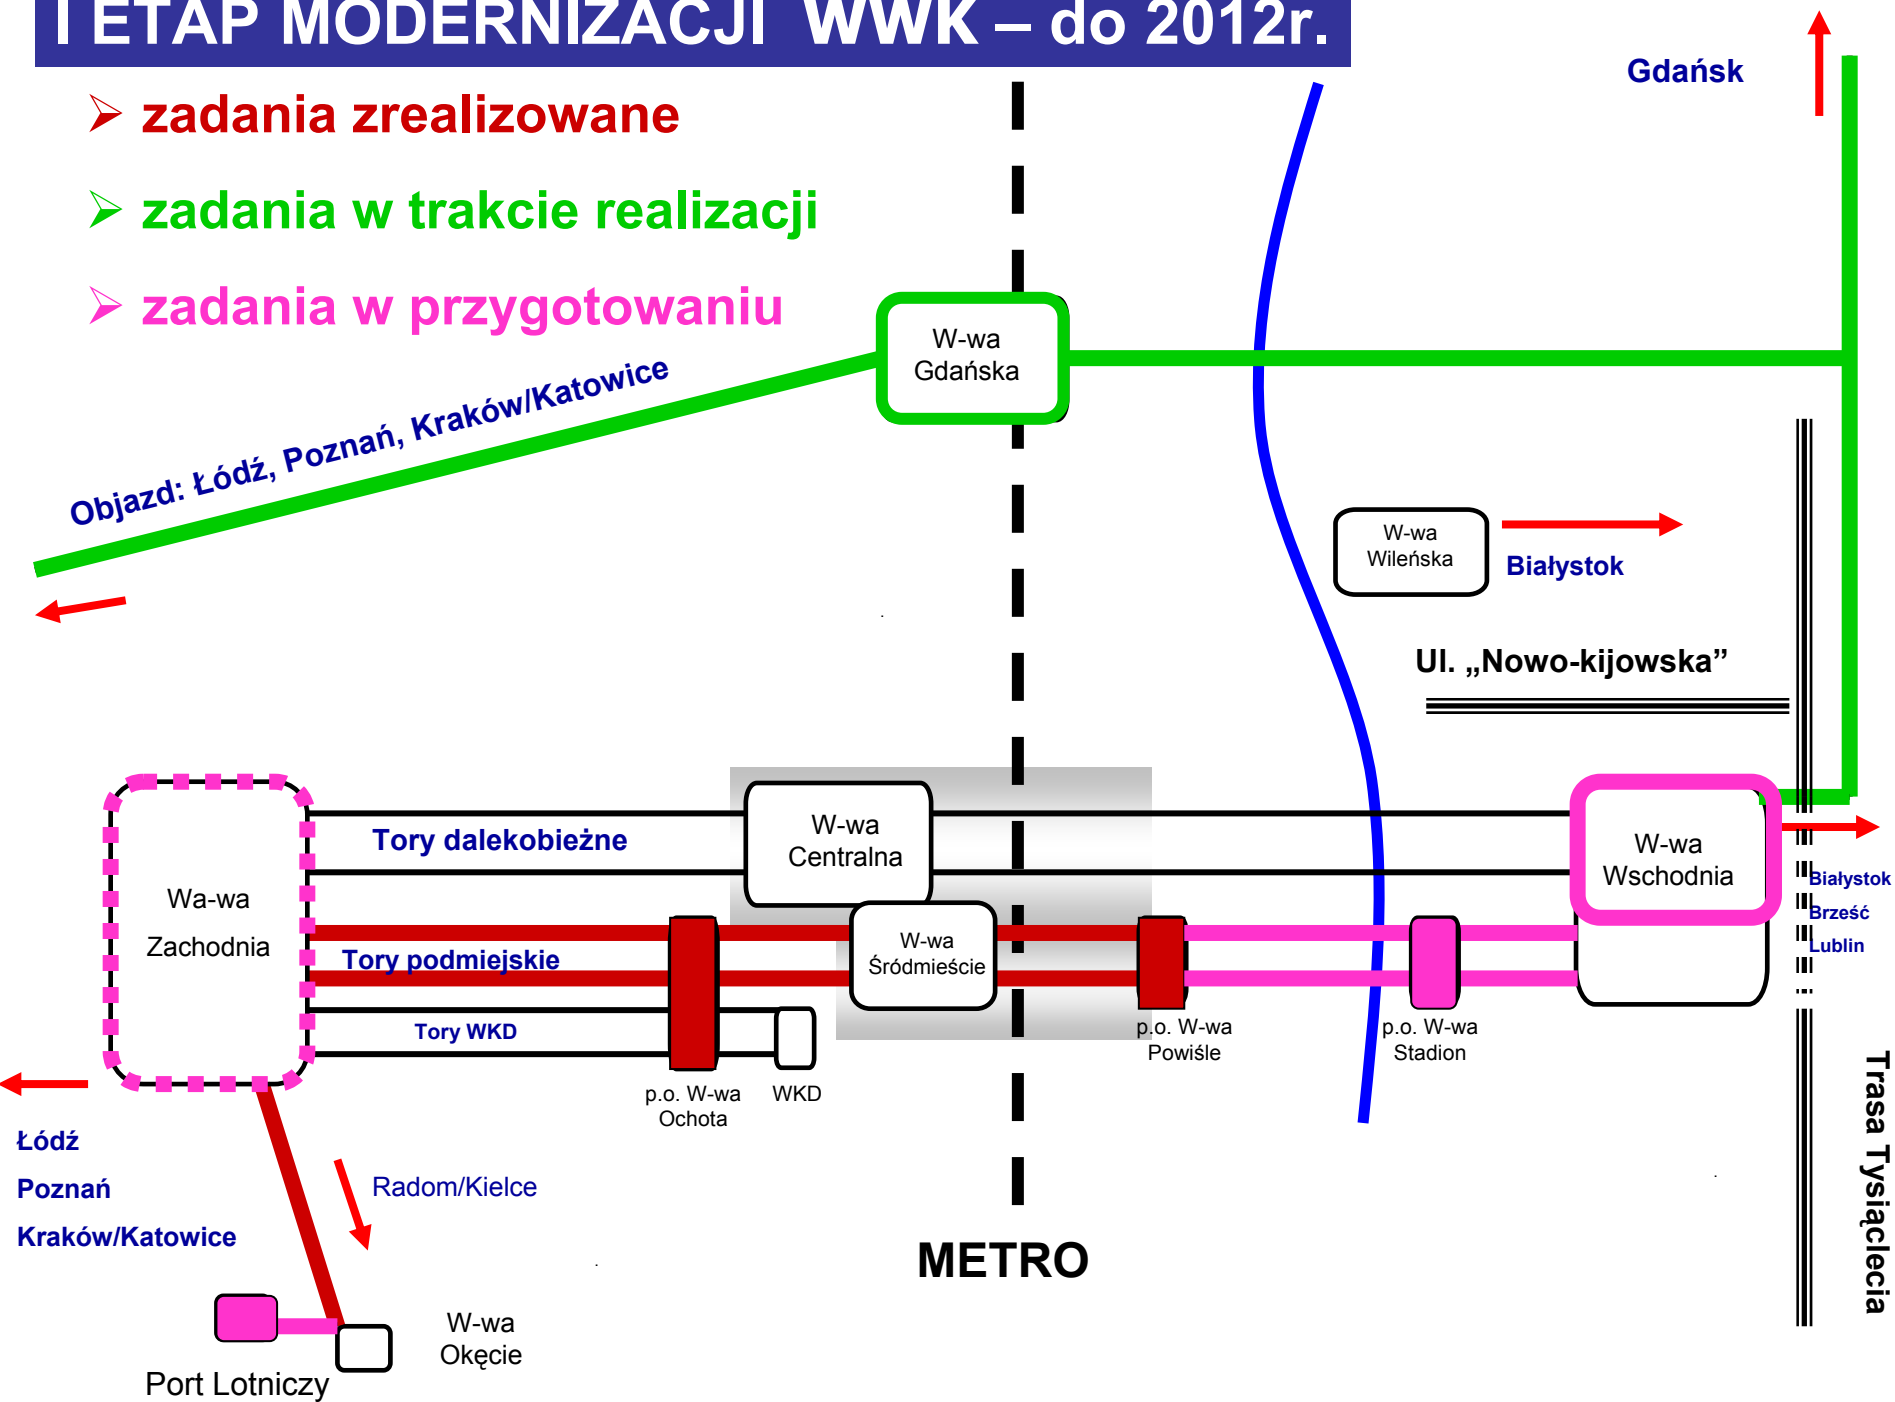 I ETAP MODERNIZACJI WWK – do 2012r.
zadania zrealizowane
zadania w trakcie realizacji
zadania w przygotowaniu
Gdańsk
W-wa
Gdańska
Objazd: Łódź, Poznań, Kraków/Katowice
W-wa
Wileńska
Białystok
Ul. „Nowo-kijowska”
Tory dalekobieżne
W-wa
Centralna
W-wa
Wschodnia
Wa-wa
Zachodnia
Białystok
Brześć
Lublin
Tory podmiejskie
W-wa
Śródmieście
Tory WKD
p.o. W-wa
Ochota
WKD
p.o. W-wa
Powiśle
p.o. W-wa
Stadion
Trasa Tysiąclecia
Łódź
Poznań
Kraków/Katowice
Radom/Kielce
METRO
W-wa
Okęcie
Port Lotniczy